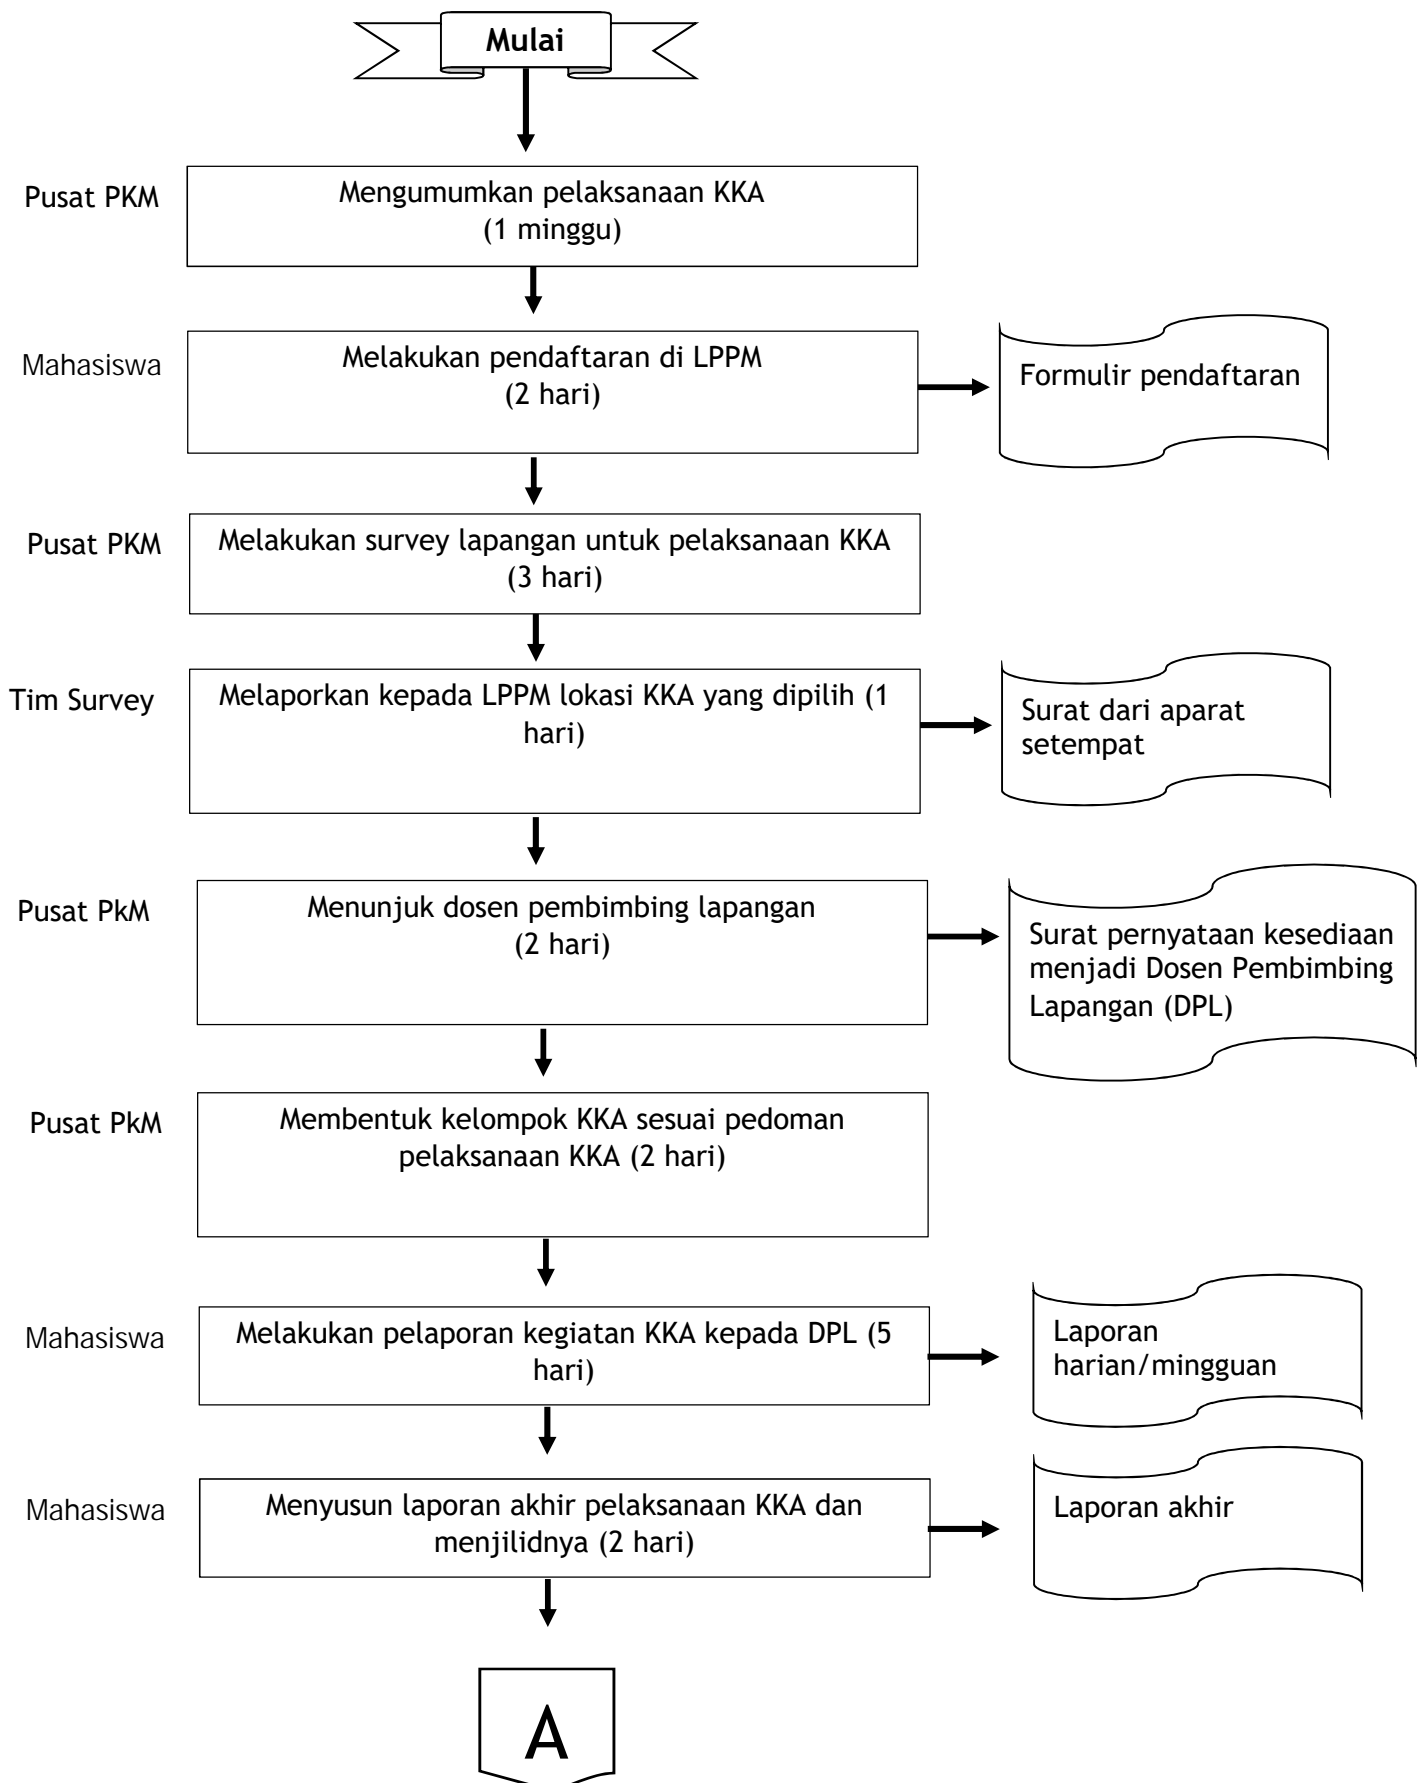 Mulai
Pusat PKM
Mengumumkan pelaksanaan KKA
(1 minggu)
Mahasiswa
Melakukan pendaftaran di LPPM
(2 hari)
Formulir pendaftaran
Pusat PKM
Melakukan survey lapangan untuk pelaksanaan KKA
(3 hari)
Tim Survey
Melaporkan kepada LPPM lokasi KKA yang dipilih (1
hari)
Surat dari aparat
setempat
Pusat PkM
Menunjuk dosen pembimbing lapangan
(2 hari)
Surat pernyataan kesediaan
menjadi Dosen Pembimbing
Lapangan (DPL)
Pusat PkM
Membentuk kelompok KKA sesuai pedoman
pelaksanaan KKA (2 hari)
Mahasiswa
Melakukan pelaporan kegiatan KKA kepada DPL (5
hari)
Laporan
harian/mingguan
Mahasiswa
Menyusun laporan akhir pelaksanaan KKA dan
menjilidnya (2 hari)
Laporan akhir
A